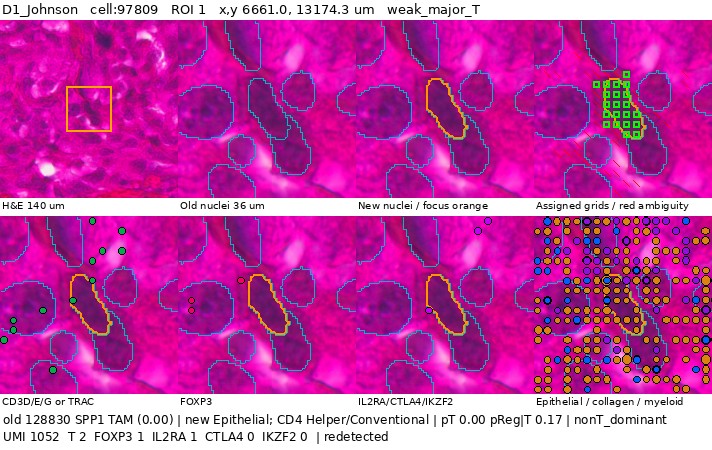 D1_Johnson cell:97809 ROI 1 x,y 6661.0, 13174.3 um weak_major_T
H&E 140 um
Old nuclei 36 um
New nuclei / focus orange
Assigned grids / red ambiguity
CD3D/E/G or TRAC
FOXP3
IL2RA/CTLA4/IKZF2
Epithelial / collagen / myeloid
old 128830 SPP1 TAM (0.00) | new Epithelial; CD4 Helper/Conventional | pT 0.00 pReg|T 0.17 | nonT_dominant
UMI 1052 T 2 FOXP3 1 IL2RA 1 CTLA4 0 IKZF2 0 | redetected